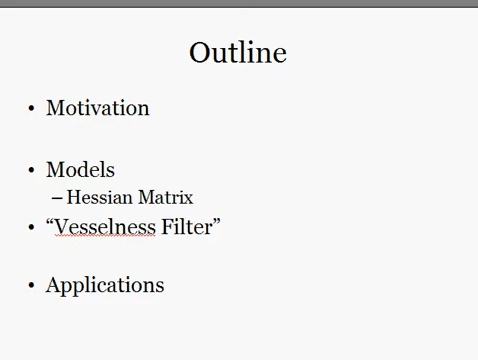 Outline
• Motivation
• Models
– Hessian Matrix
• “Vesselness Filter”
• Applications